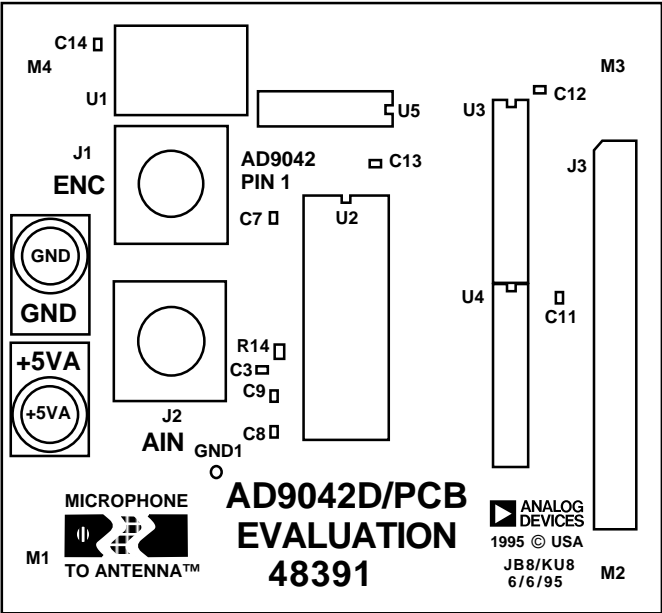 C14
M4
U1
U5
U3
C12
M3
J1
ENC
AD9042
PIN 1
C13
J3
C7
U2
GND
GND
U4
C11
+5VA
+5VA
R14
C3
C9
C8
J2
AIN
GND1
MICROPHONE
TO ANTENNA™
M1
AD9042D/PCB
EVALUATION
48391
ANALOG
DEVICES
1995 © USA
JB8/KU8
6/6/95
M2